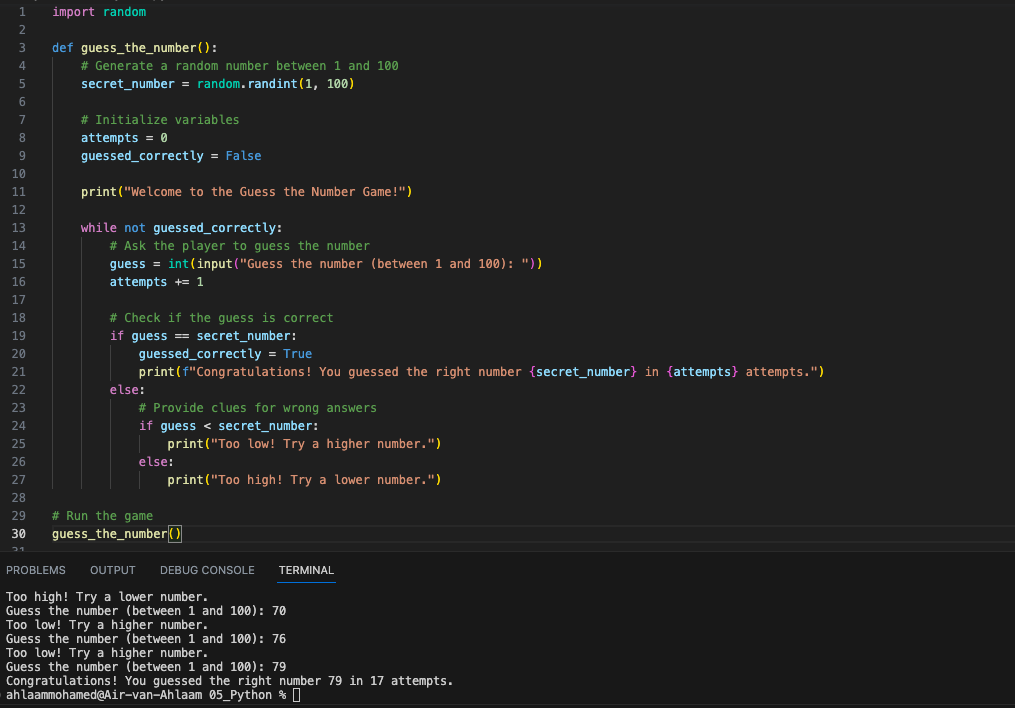 1 import random
2
3 def guess_the_number():
4     # Generate a random number between 1 and 100
5     secret_number = random.randint(1, 100)
6
7     # Initialize variables
8     attempts = 0
9     guessed_correctly = False
10
11     print("Welcome to the Guess the Number Game!")
12
13     while not guessed_correctly:
14         # Ask the player to guess the number
15         guess = int(input("Guess the number (between 1 and 100): "))
16         attempts += 1
17
18         # Check if the guess is correct
19         if guess == secret_number:
20             guessed_correctly = True
21             print(f"Congratulations! You guessed the right number {secret_number} in {attempts} attempts.")
22         else:
23             # Provide clues for wrong answers
24             if guess < secret_number:
25                 print("Too low! Try a higher number.")
26             else:
27                 print("Too high! Try a lower number.")
28
29 # Run the game
30 guess_the_number()
31
PROBLEMS OUTPUT DEBUG CONSOLE TERMINAL
Too high! Try a lower number.
Guess the number (between 1 and 100): 70
Too low! Try a higher number.
Guess the number (between 1 and 100): 76
Too low! Try a higher number.
Guess the number (between 1 and 100): 79
Congratulations! You guessed the right number 79 in 17 attempts.
ahlaammohamed@Air-van-Ahlaam 05_Python %